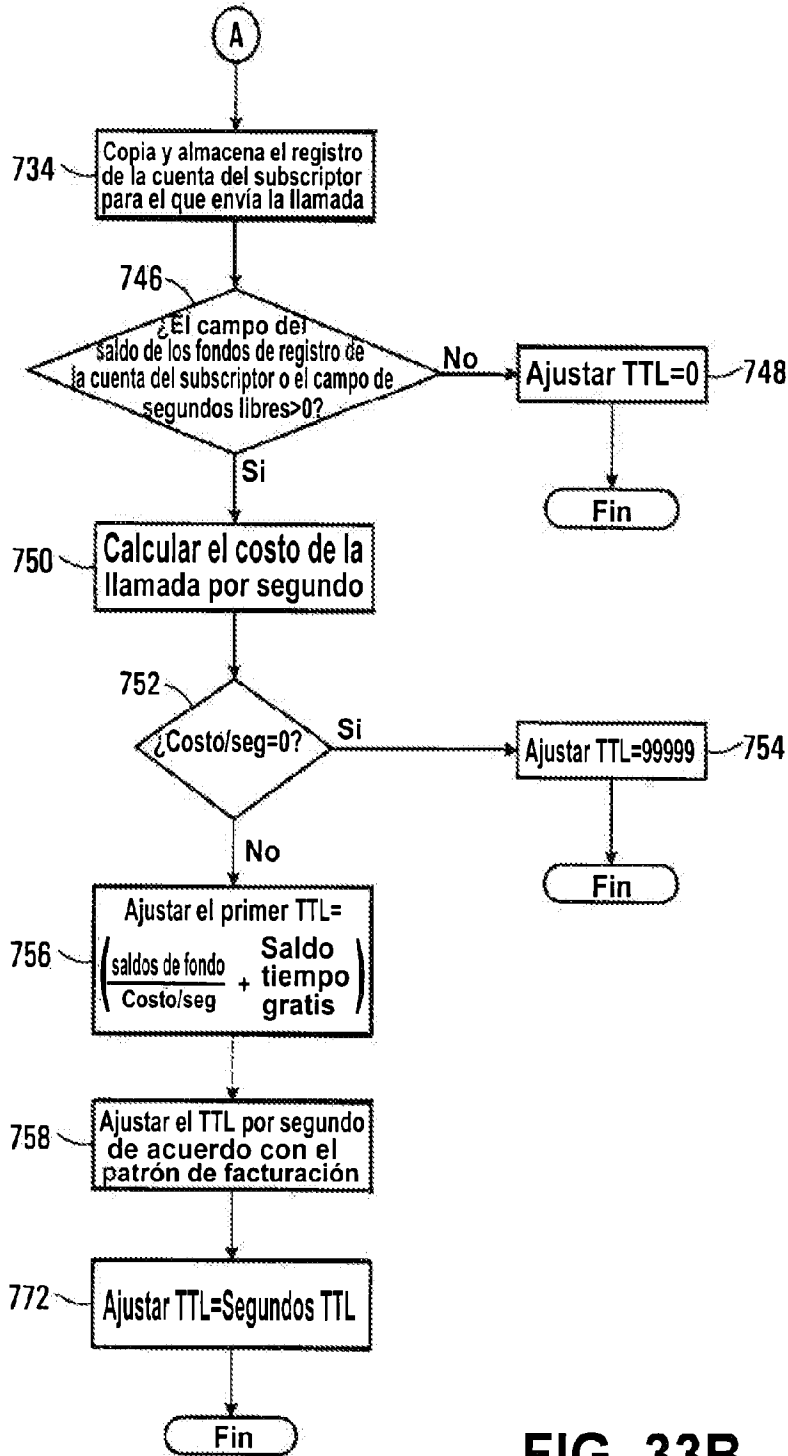 A
734
Copia y almacena el registro
de la cuenta del subscriptor
para el que envía la llamada
746
¿El campo del
saldo de los fondos de registro de
la cuenta del subscriptor o el campo de
segundos libres>0?
No
Ajustar TTL=0
748
Fin
Si
750
Calcular el costo de la
llamada por segundo
752
¿Costo/seg=0?
Si
Ajustar TTL=99999
754
Fin
No
756
Ajustar el primer TTL=
saldos de fondo
Costo/seg
+
Saldo
tiempo
gratis
758
Ajustar el TTL por segundo
de acuerdo con el
patrón de facturación
772
Ajustar TTL=Segundos TTL
Fin
FIG. 33B